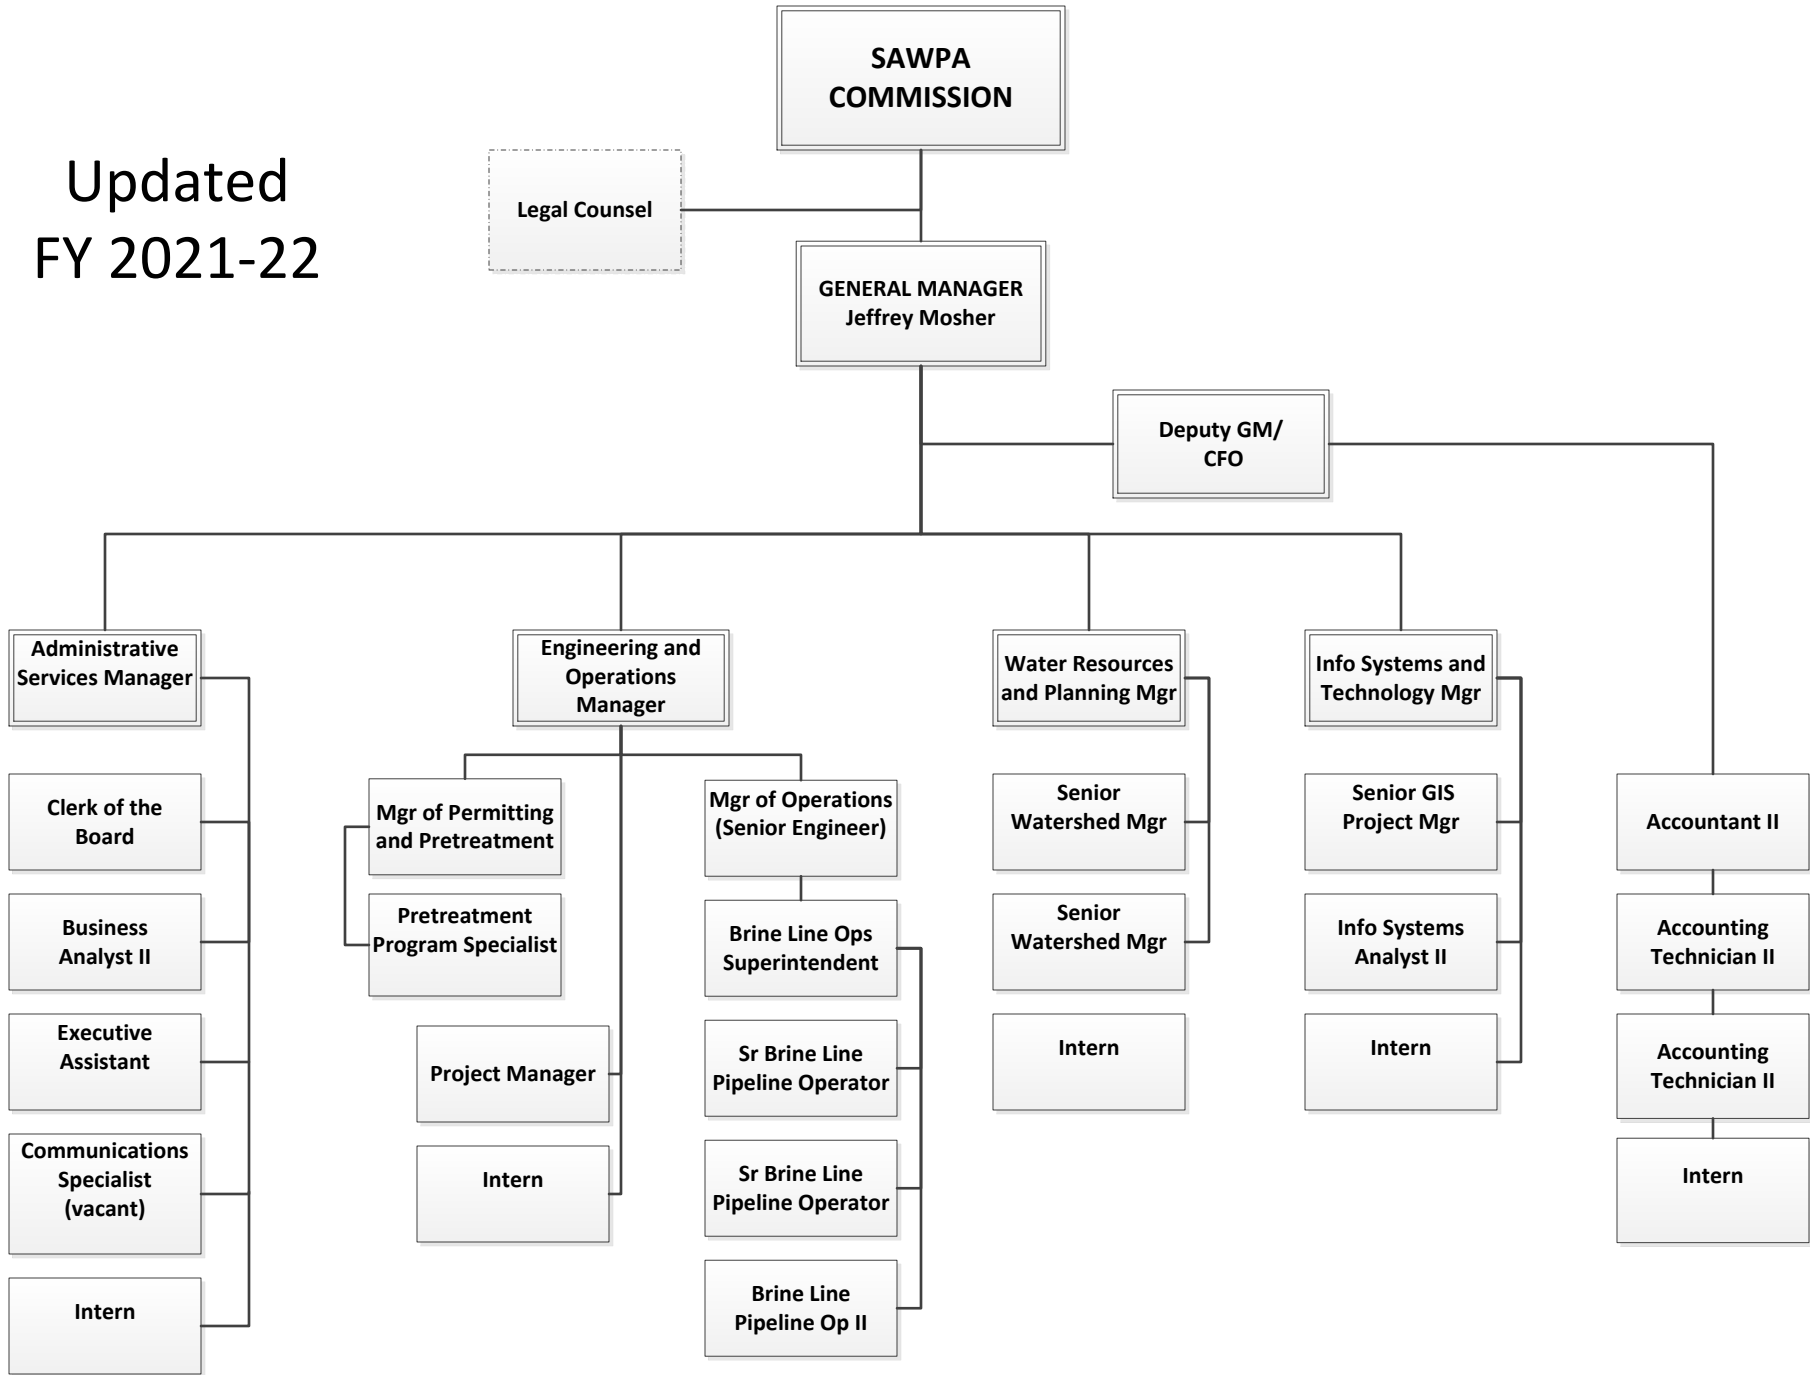 SAWPA
COMMISSION
Updated
FY 2021-22
Legal Counsel
GENERAL MANAGER
Jeffrey Mosher
Deputy GM/
CFO
Administrative
Services Manager
Clerk of the
Board
Business
Analyst II
Executive
Assistant
Communications
Specialist
(vacant)
Intern
Engineering and
Operations
Manager
Mgr of Permitting
and Pretreatment
Pretreatment
Program Specialist
Project Manager
Intern
Mgr of Operations
(Senior Engineer)
Brine Line Ops
Superintendent
Sr Brine Line
Pipeline Operator
Sr Brine Line
Pipeline Operator
Brine Line
Pipeline Op II
Water Resources
and Planning Mgr
Senior
Watershed Mgr
Senior
Watershed Mgr
Intern
Info Systems and
Technology Mgr
Senior GIS
Project Mgr
Info Systems
Analyst II
Intern
Accountant II
Accounting
Technician II
Accounting
Technician II
Intern